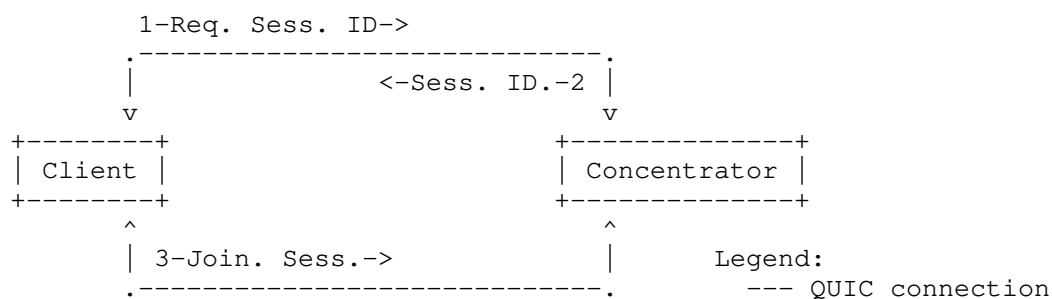 1-Req. Sess. ID->
.-----------------------------.
| <-Sess. ID.-2 |
v v
+--------+ +--------------+
| Client | | Concentrator |
+--------+ +--------------+
^ ^
| 3-Join. Sess.-> | Legend:
.-----------------------------. --- QUIC connection